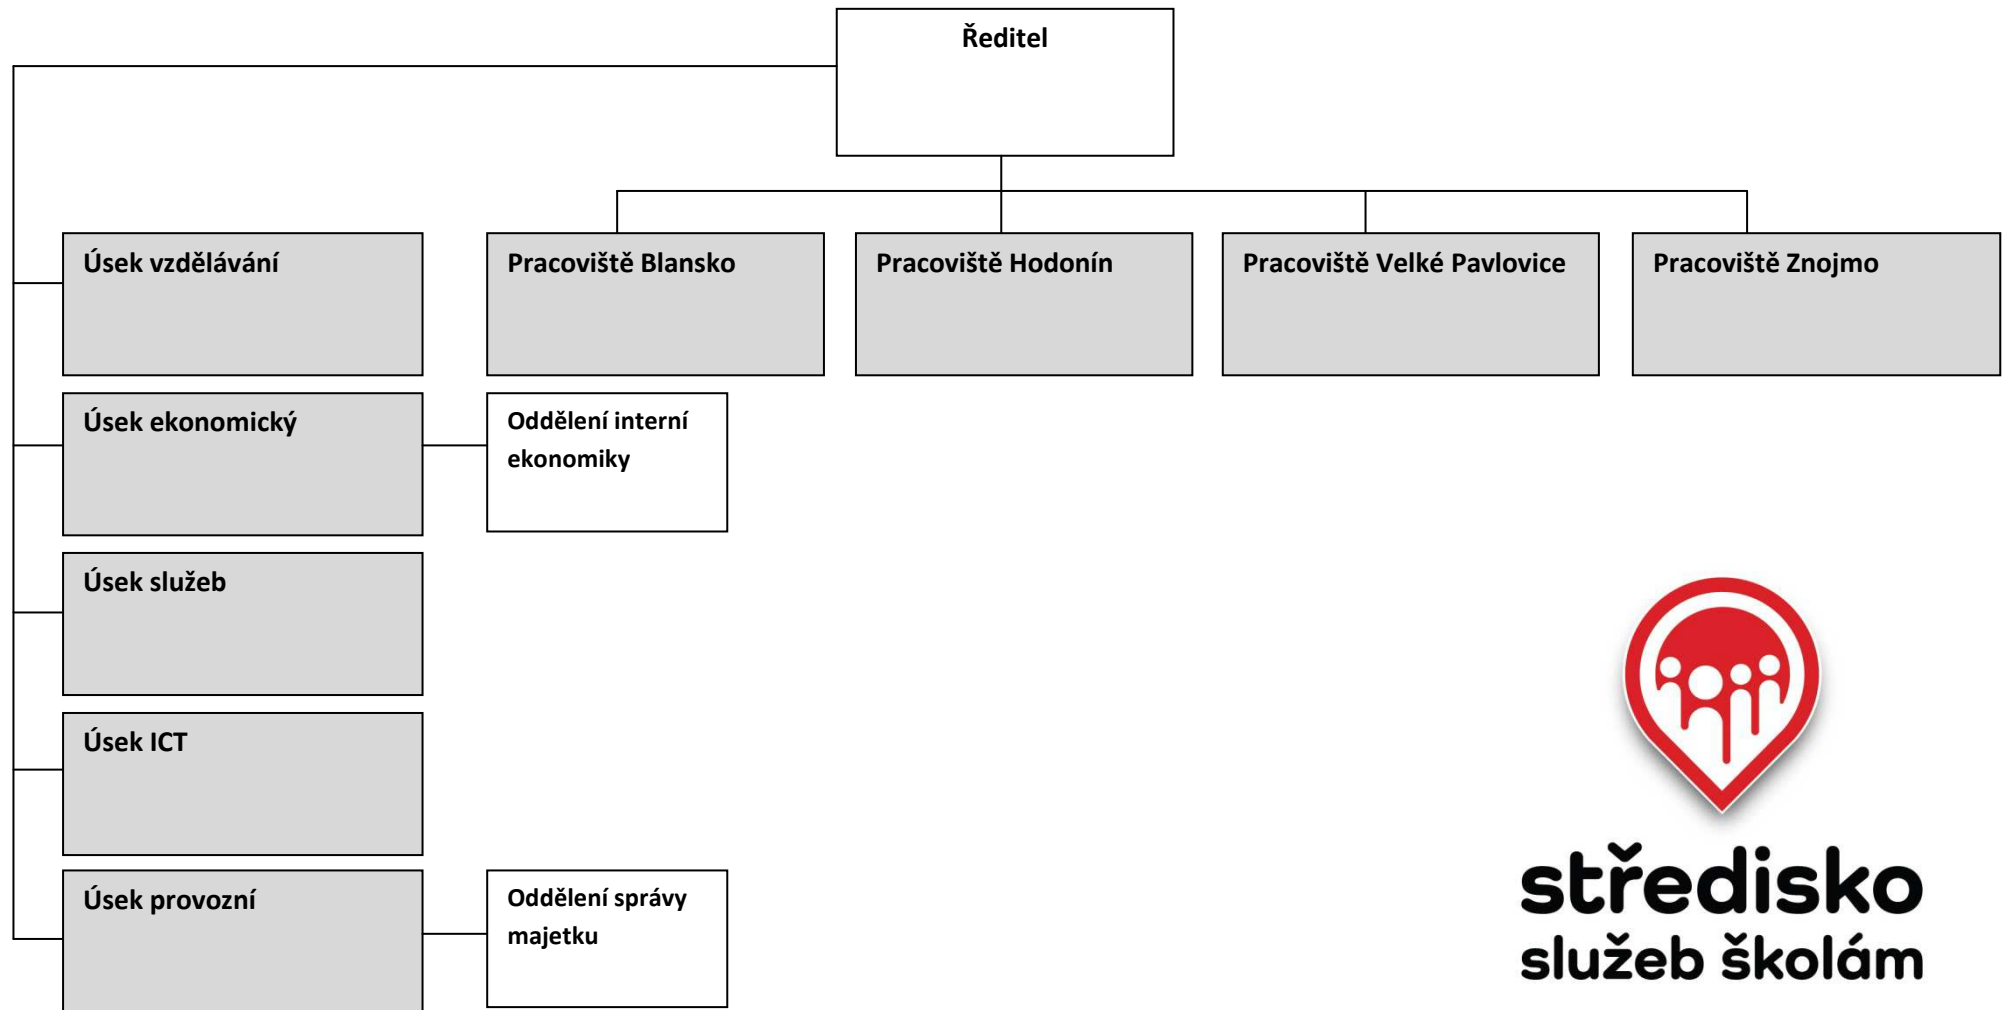 Ředitel
Úsek vzdělávání
Pracoviště Blansko
Pracoviště Hodonín
Pracoviště Velké Pavlovice
Pracoviště Znojmo
Úsek ekonomický
Oddělení interní
ekonomiky
Úsek služeb
Úsek ICT
Úsek provozní
Oddělení správy
majetku
středisko
služeb školám